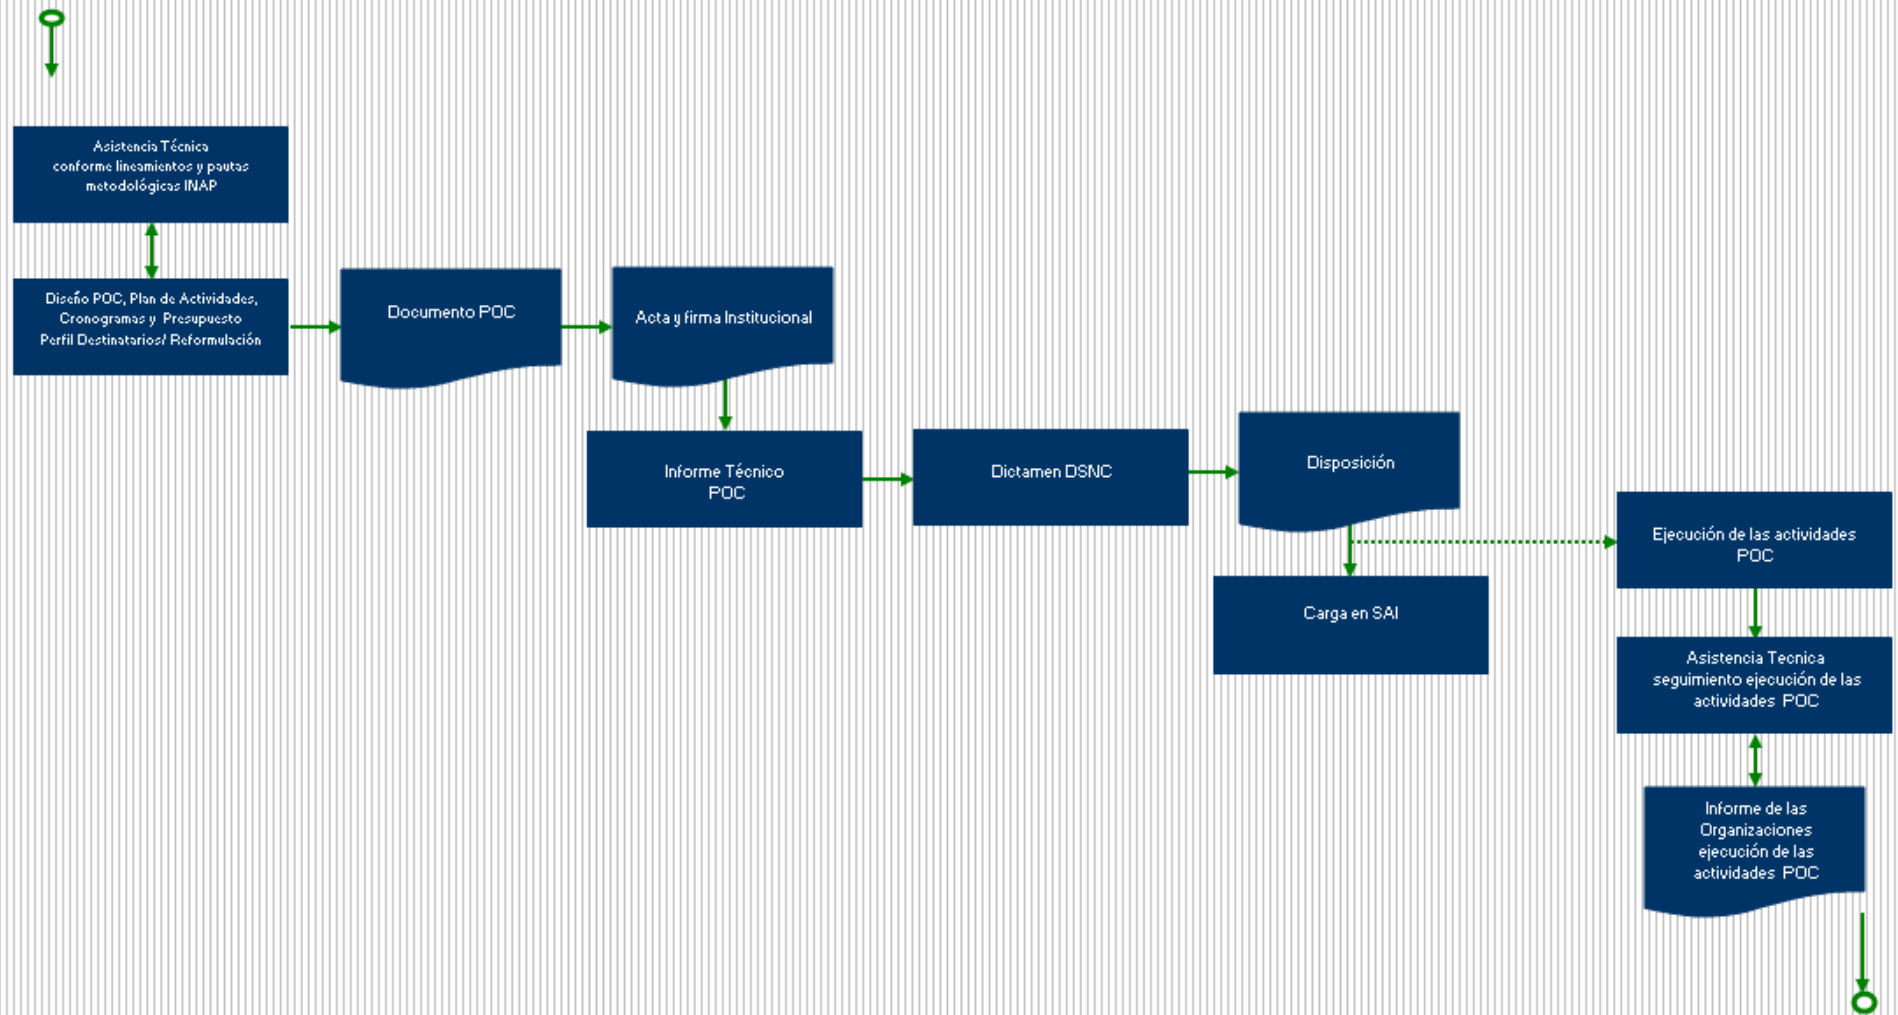 Asistencia Técnica
conforme lineamientos y pautas
metodológicas INAP
Diseño POC, Plan de Actividades,
Cronogramas y Presupuesto
Perfil Destinatarios/ Reformulación
Documento POC
Acta y firma Institucional
Informe Técnico
POC
Dictamen DSNC
Disposición
Carga en SAI
Ejecución de las actividades
POC
Asistencia Tecnica
seguimiento ejecución de las
actividades POC
Informe de las
Organizaciones
ejecución de las
actividades POC